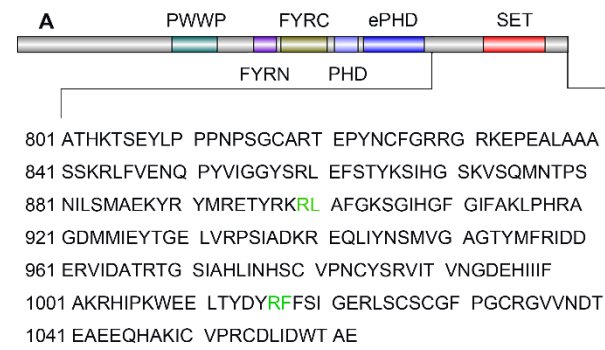 A PWWP FYRC ePHD SET
FYRN PHD
801 ATHKTSEYLP PPNPSGCART EPYNCFGRRG RKEPEALAAA
841 SSKRLFVENQ PYVIGGYSRL EFSTYKSIHG SKVSQMNTPS
881 NILSMAEKYR YMRETYRKRL AFGKSGIHGF GIFAKLPHRA
921 GDMMIEYTGE LVRPSIADKR EQLIYNSMVG AGTYMFRIDD
961 ERVIDATRTG SIAHLINHSC VPNCYSRVIT VNGDEHIIIF
1001 AKRHIPKWEE LTYDYRFFSI GERLSCSCGF PGCRGVVNDT
1041 EAEEQHAKIC VPRCDLIDWT AE